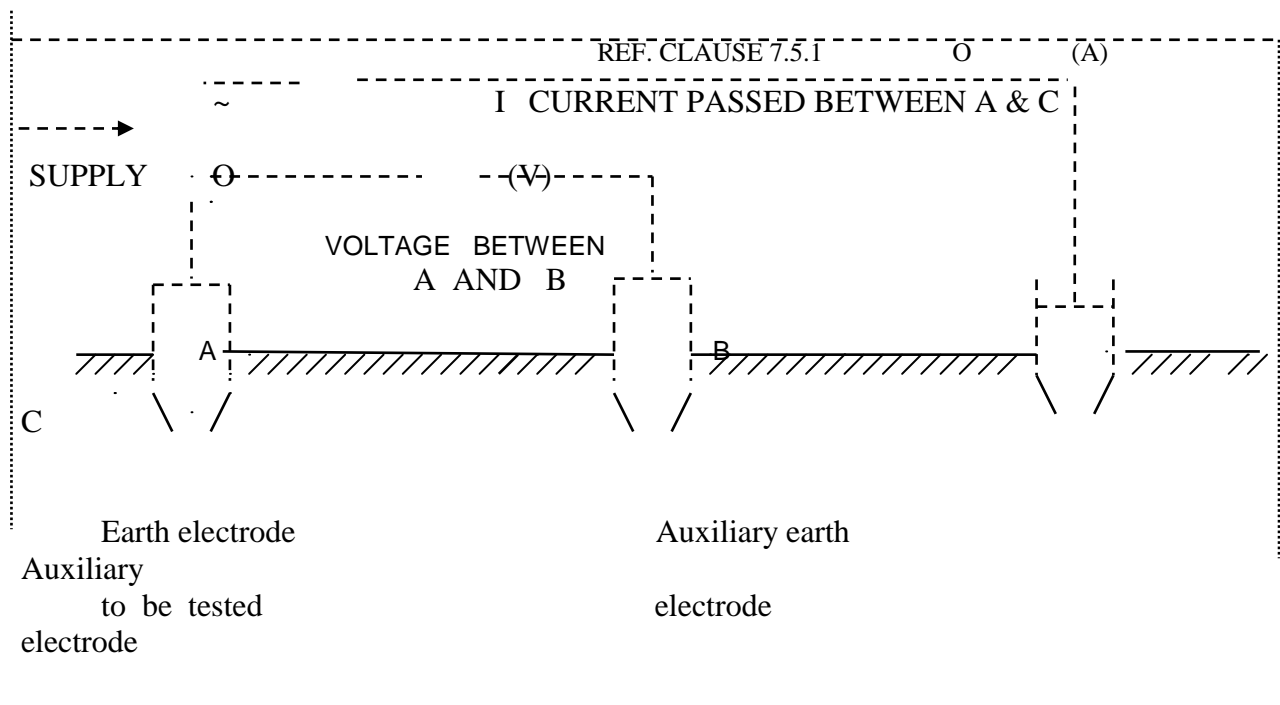 REF. CLAUSE 7.5.1 O (A)
~
I CURRENT PASSED BETWEEN A & C
SUPPLY O (V)
VOLTAGE BETWEEN
A AND B
A B
C
Earth electrode Auxiliary earth
Auxiliary
to be tested electrode
electrode